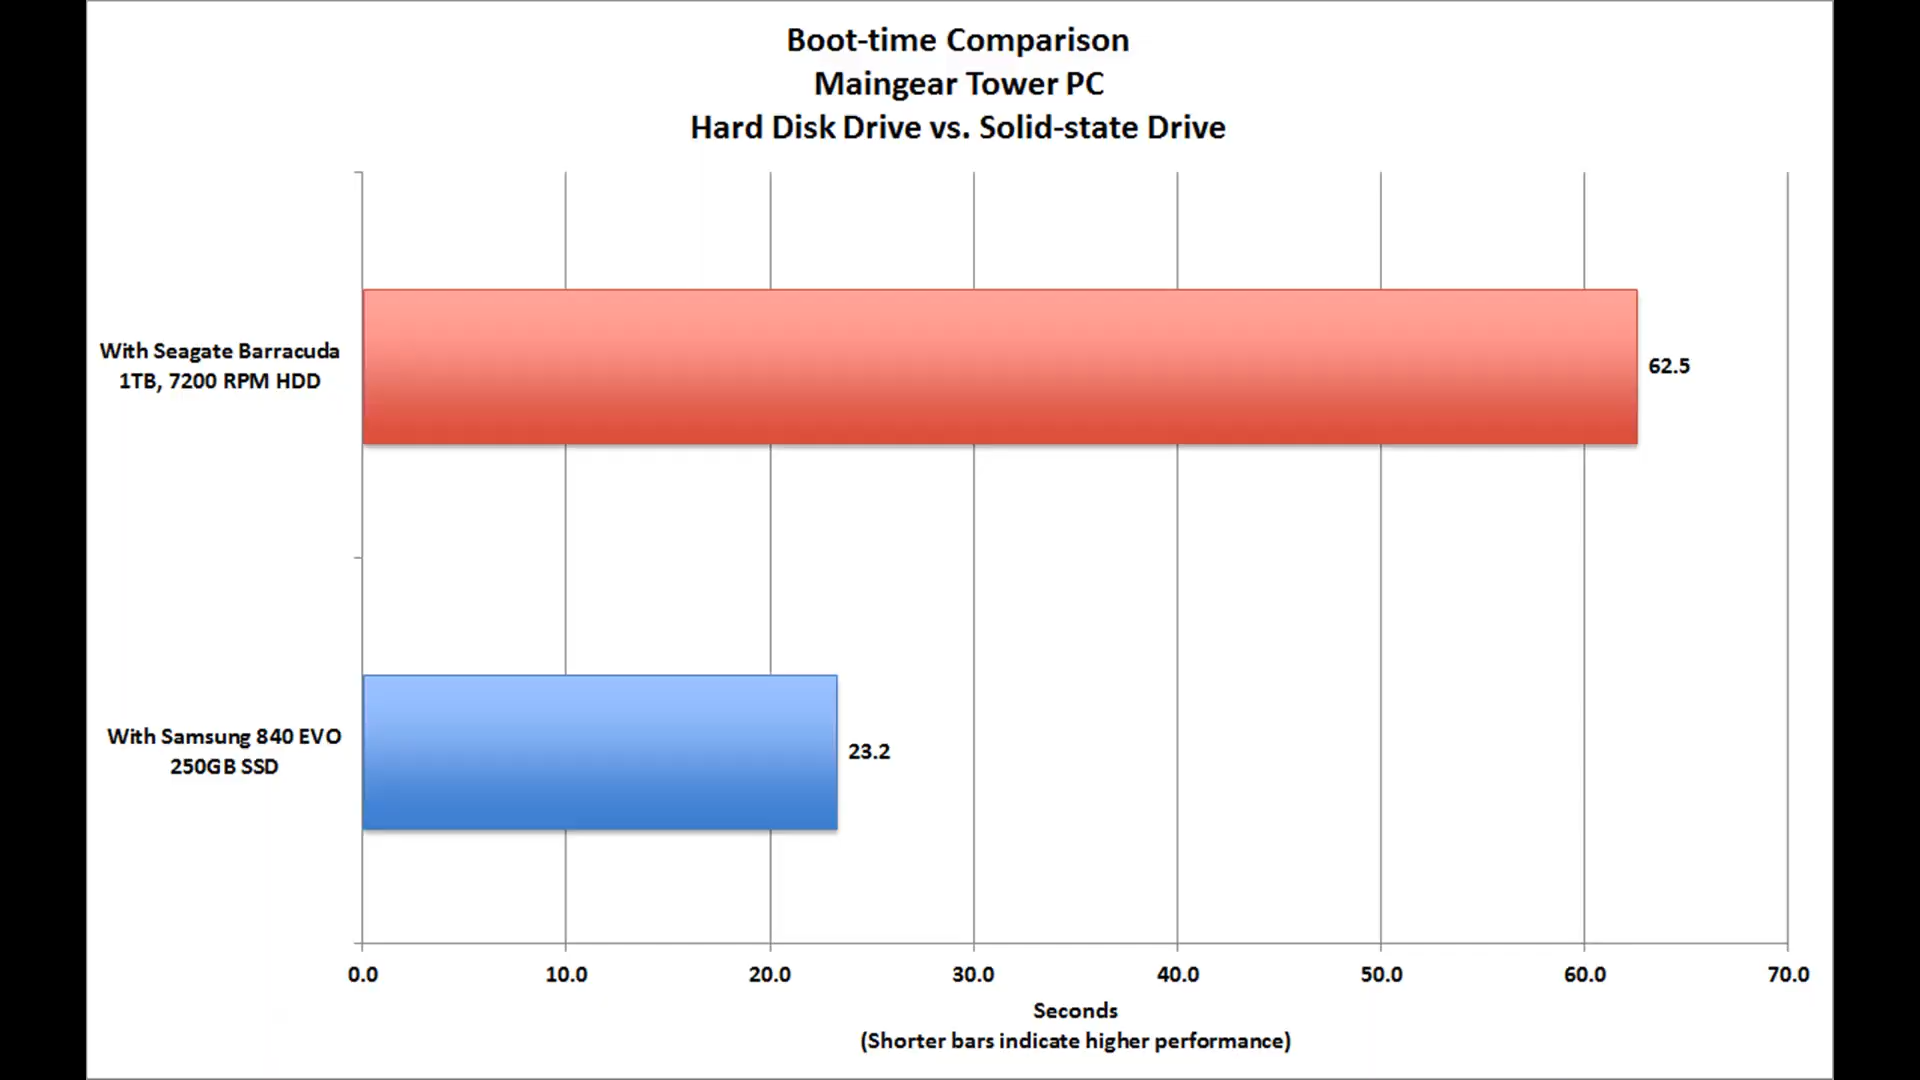 Boot-time Comparison
Maingear Tower PC
Hard Disk Drive vs. Solid-state Drive
With Seagate Barracuda
1TB, 7200 RPM HDD
62.5
With Samsung 840 EVO
250GB SSD
23.2
0.0 10.0 20.0 30.0 40.0 50.0 60.0 70.0
Seconds
(Shorter bars indicate higher performance)